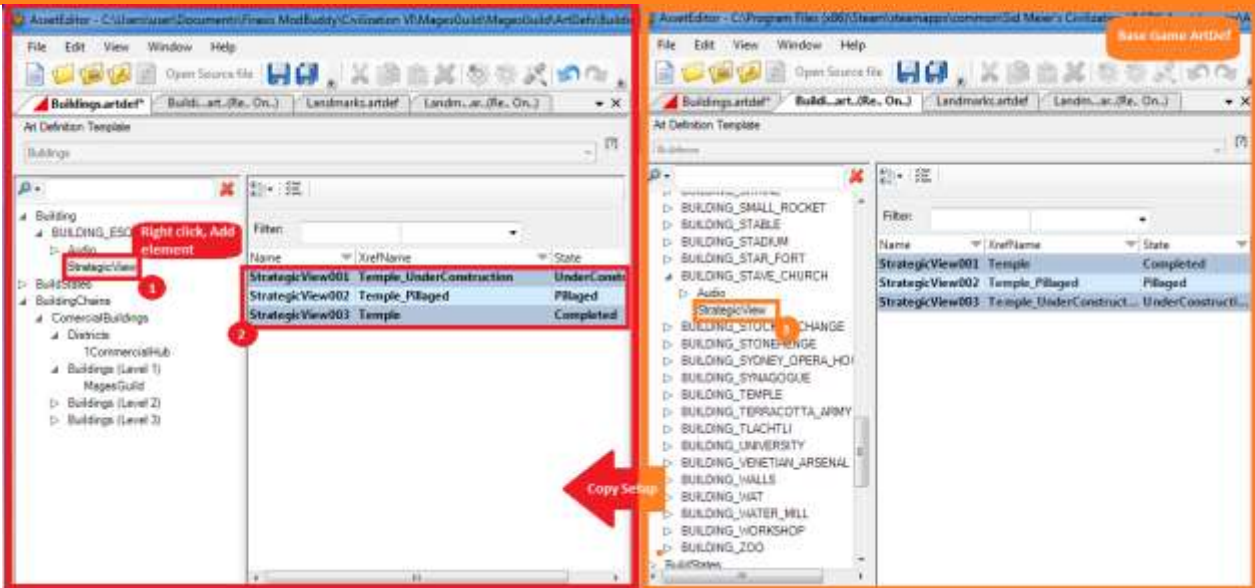 AssetEditor - C:\Users\user\Documents\Firaxis ModBuddy\Civilization VI\MagesGuild\MagesGuild\ArtDefs\Buildin
File Edit View Window Help
Open Source file
Buildings.artdef* Buildi...art...(Re.. On..) Landmarks.artdef Landm...ar...(Re.. On..)
Art Definition Template
Buildings
[?]
Building
Audio
StrategicView
BuildStates
BuildingChains
ComercialBuildings
Districts
1CommercialHub
Buildings (Level 1)
MagesGuild
Buildings (Level 2)
Buildings (Level 3)
Right click, Add
element
1
2
Filter:
Name XrefName State
StrategicView001 Temple_UnderConstruction UnderConstr
StrategicView002 Temple_Pillaged Pillaged
StrategicView003 Temple Completed
AssetEditor - C:\Program Files (x86)\Steam\steamapps\common\Sid Meier's Civilization
Base Game ArtDef
File Edit View Window Help
Open Source file
Buildings.artdef* Buildi...art...(Re.. On..) Landmarks.artdef Landm...ar...(Re.. On..)
Art Definition Template
Buildings
[?]
BUILDING_SMALL_ROCKET
BUILDING_STABLE
BUILDING_STADIUM
BUILDING_STAR_FORT
BUILDING_STAVE_CHURCH
Audio
StrategicView
3
BUILDING_STOCK_EXCHANGE
BUILDING_STONEHENGE
BUILDING_SYDNEY_OPERA_HO
BUILDING_SYNAGOGUE
BUILDING_TEMPLE
BUILDING_TERRACOTTA_ARMY
BUILDING_TLACHTLI
BUILDING_UNIVERSITY
BUILDING_VENETIAN_ARSENAL
BUILDING_WALLS
BUILDING_WAT
BUILDING_WATER_MILL
BUILDING_WORKSHOP
BUILDING_ZOO
BuildStates
Copy Setup
Filter:
Name XrefName State
StrategicView001 Temple Completed
StrategicView002 Temple_Pillaged Pillaged
StrategicView003 Temple_UnderConstruct... UnderConstructi...